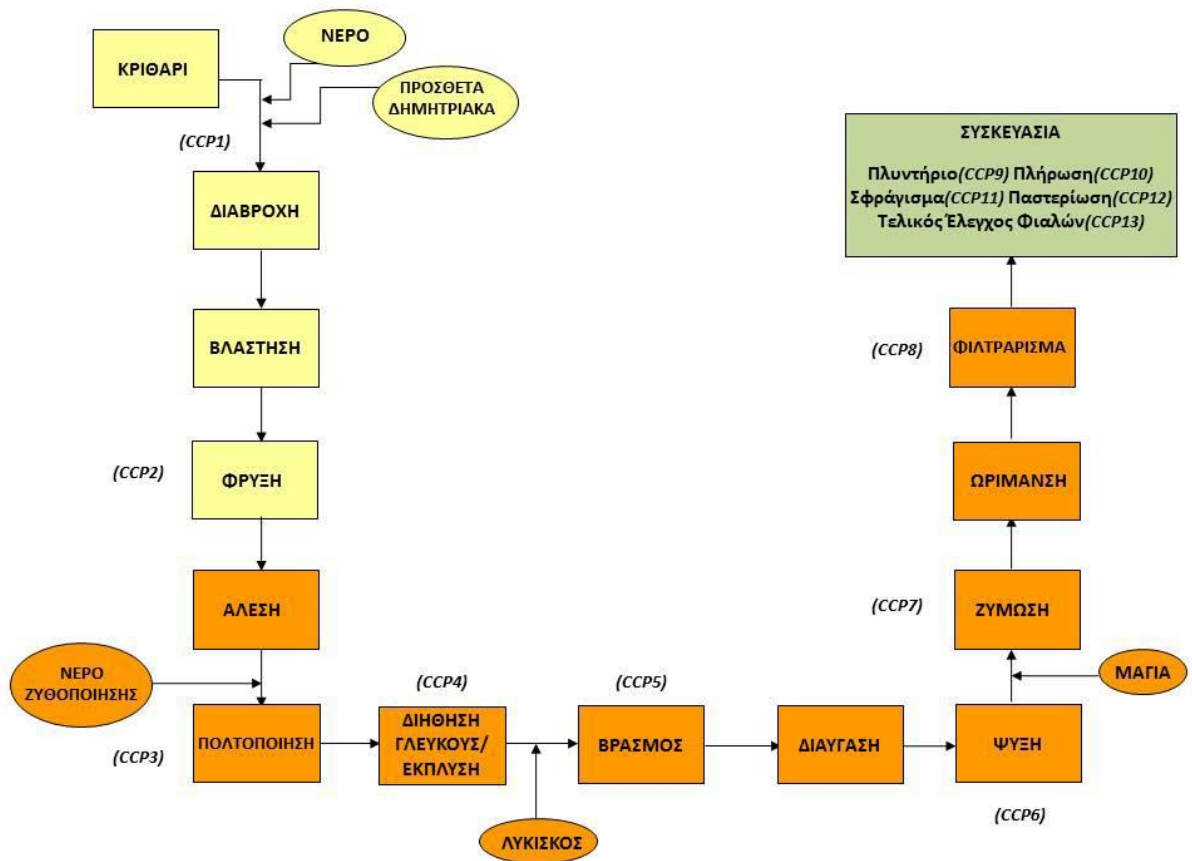 ΚΡΙΘΑΡΙ
ΝΕΡΟ
ΠΡΟΣΘΕΤΑ
ΔΗΜΗΤΡΙΑΚΑ
(CCP1)
ΔΙΑΒΡΟΧΗ
ΒΛΑΣΤΗΣΗ
(CCP2)
ΦΡΥΞΗ
ΑΛΕΣΗ
ΝΕΡΟ
ΖΥΘΟΠΟΙΗΣΗΣ
(CCP3)
ΠΟΛΤΟΠΟΙΗΣΗ
(CCP4)
ΔΙΗΘΗΣΗ
ΓΛΕΥΚΟΥΣ/
ΕΚΠΛΥΣΗ
ΛΥΚΙΣΚΟΣ
(CCP5)
ΒΡΑΣΜΟΣ
ΔΙΑΥΓΑΣΗ
ΨΥΞΗ
(CCP6)
ΜΑΓΙΑ
(CCP7)
ΖΥΜΩΣΗ
ΩΡΙΜΑΝΣΗ
(CCP8)
ΦΙΛΤΡΑΡΙΣΜΑ
ΣΥΣΚΕΥΑΣΙΑ
Πλυντήριο(CCP9) Πλήρωση(CCP10)
Σφράγισμα(CCP11) Παστερίωση(CCP12)
Τελικός Έλεγχος Φιαλών(CCP13)